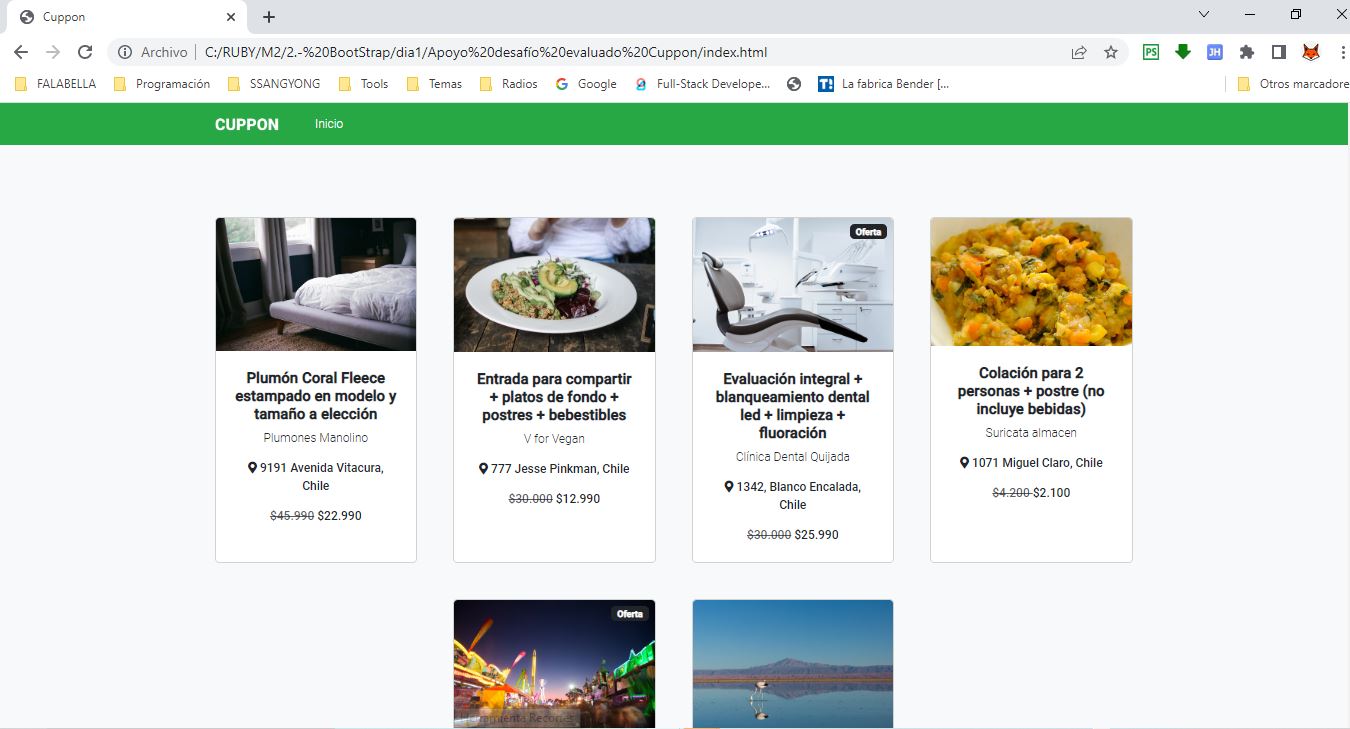 Cuppon
Archivo
C:/RUBY/M2/2.-%20BootStrap/dia1/Apoyo%20desafío%20evaluado%20Cuppon/index.html
PS
JH
FALABELLA
Programación
SSANGYONG
Tools
Temas
Radios
Google
Full-Stack Develope...
La fabrica Bender [...
Otros marcadore
CUPPON
Inicio
Plumón Coral Fleece
estampado en modelo y
tamaño a elección
Plumones Manolino
9191 Avenida Vitacura,
Chile
$45.990 $22.990
Entrada para compartir
+ platos de fondo +
postres + bebestibles
V for Vegan
777 Jesse Pinkman, Chile
$30.000 $12.990
Oferta
Evaluación integral +
blanqueamiento dental
led + limpieza +
fluoración
Clínica Dental Quijada
1342, Blanco Encalada,
Chile
$30.000 $25.990
Colación para 2
personas + postre (no
incluye bebidas)
Suricata almacen
1071 Miguel Claro, Chile
$4.200 $2.100
Oferta
Herramienta Recortes